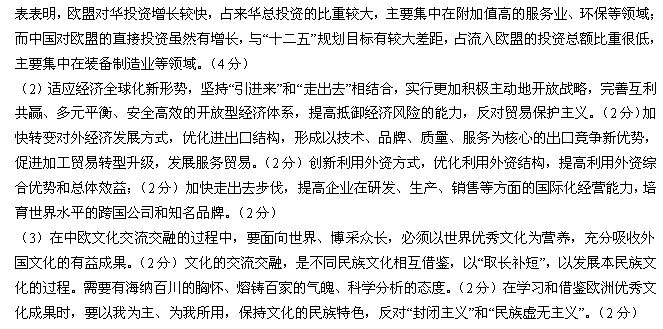 表表明，欧盟对华投资增长较快，占来华总投资的比重较大，主要集中在附加值高的服务业、环保等领域；
而中国对欧盟的直接投资虽然有增长，与“十二五”规划目标有较大差距，占流入欧盟的投资总额比重很低，
主要集中在装备制造业等领域。（4分）
（2）适应经济全球化新形势，坚持“引进来”和“走出去”相结合，实行更加积极主动地开放战略，完善互利
共赢、多元平衡、安全高效的开放型经济体系，提高抵御经济风险的能力，反对贸易保护主义。（2分）加
快转变对外经济发展方式，优化进出口结构，形成以技术、品牌、质量、服务为核心的出口竞争新优势，
促进加工贸易转型升级，发展服务贸易。（2分）创新利用外资方式，优化利用外资结构，提高利用外资综
合优势和总体效益；（2分）加快走出去步伐，提高企业在研发、生产、销售等方面的国际化经营能力，培
育世界水平的跨国公司和知名品牌。（2分）
（3）在中欧文化交流交融的过程中，要面向世界、博采众长，必须以世界优秀文化为营养，充分吸收外
国文化的有益成果。（2分）文化的交流交融，是不同民族文化相互借鉴，以“取长补短”，以发展本民族文
化的过程。需要有海纳百川的胸怀、熔铸百家的气魄、科学分析的态度。（2分）在学习和借鉴欧洲优秀文
化成果时，要以我为主、为我所用，保持文化的民族特色，反对“封闭主义”和“民族虚无主义”。（2分）